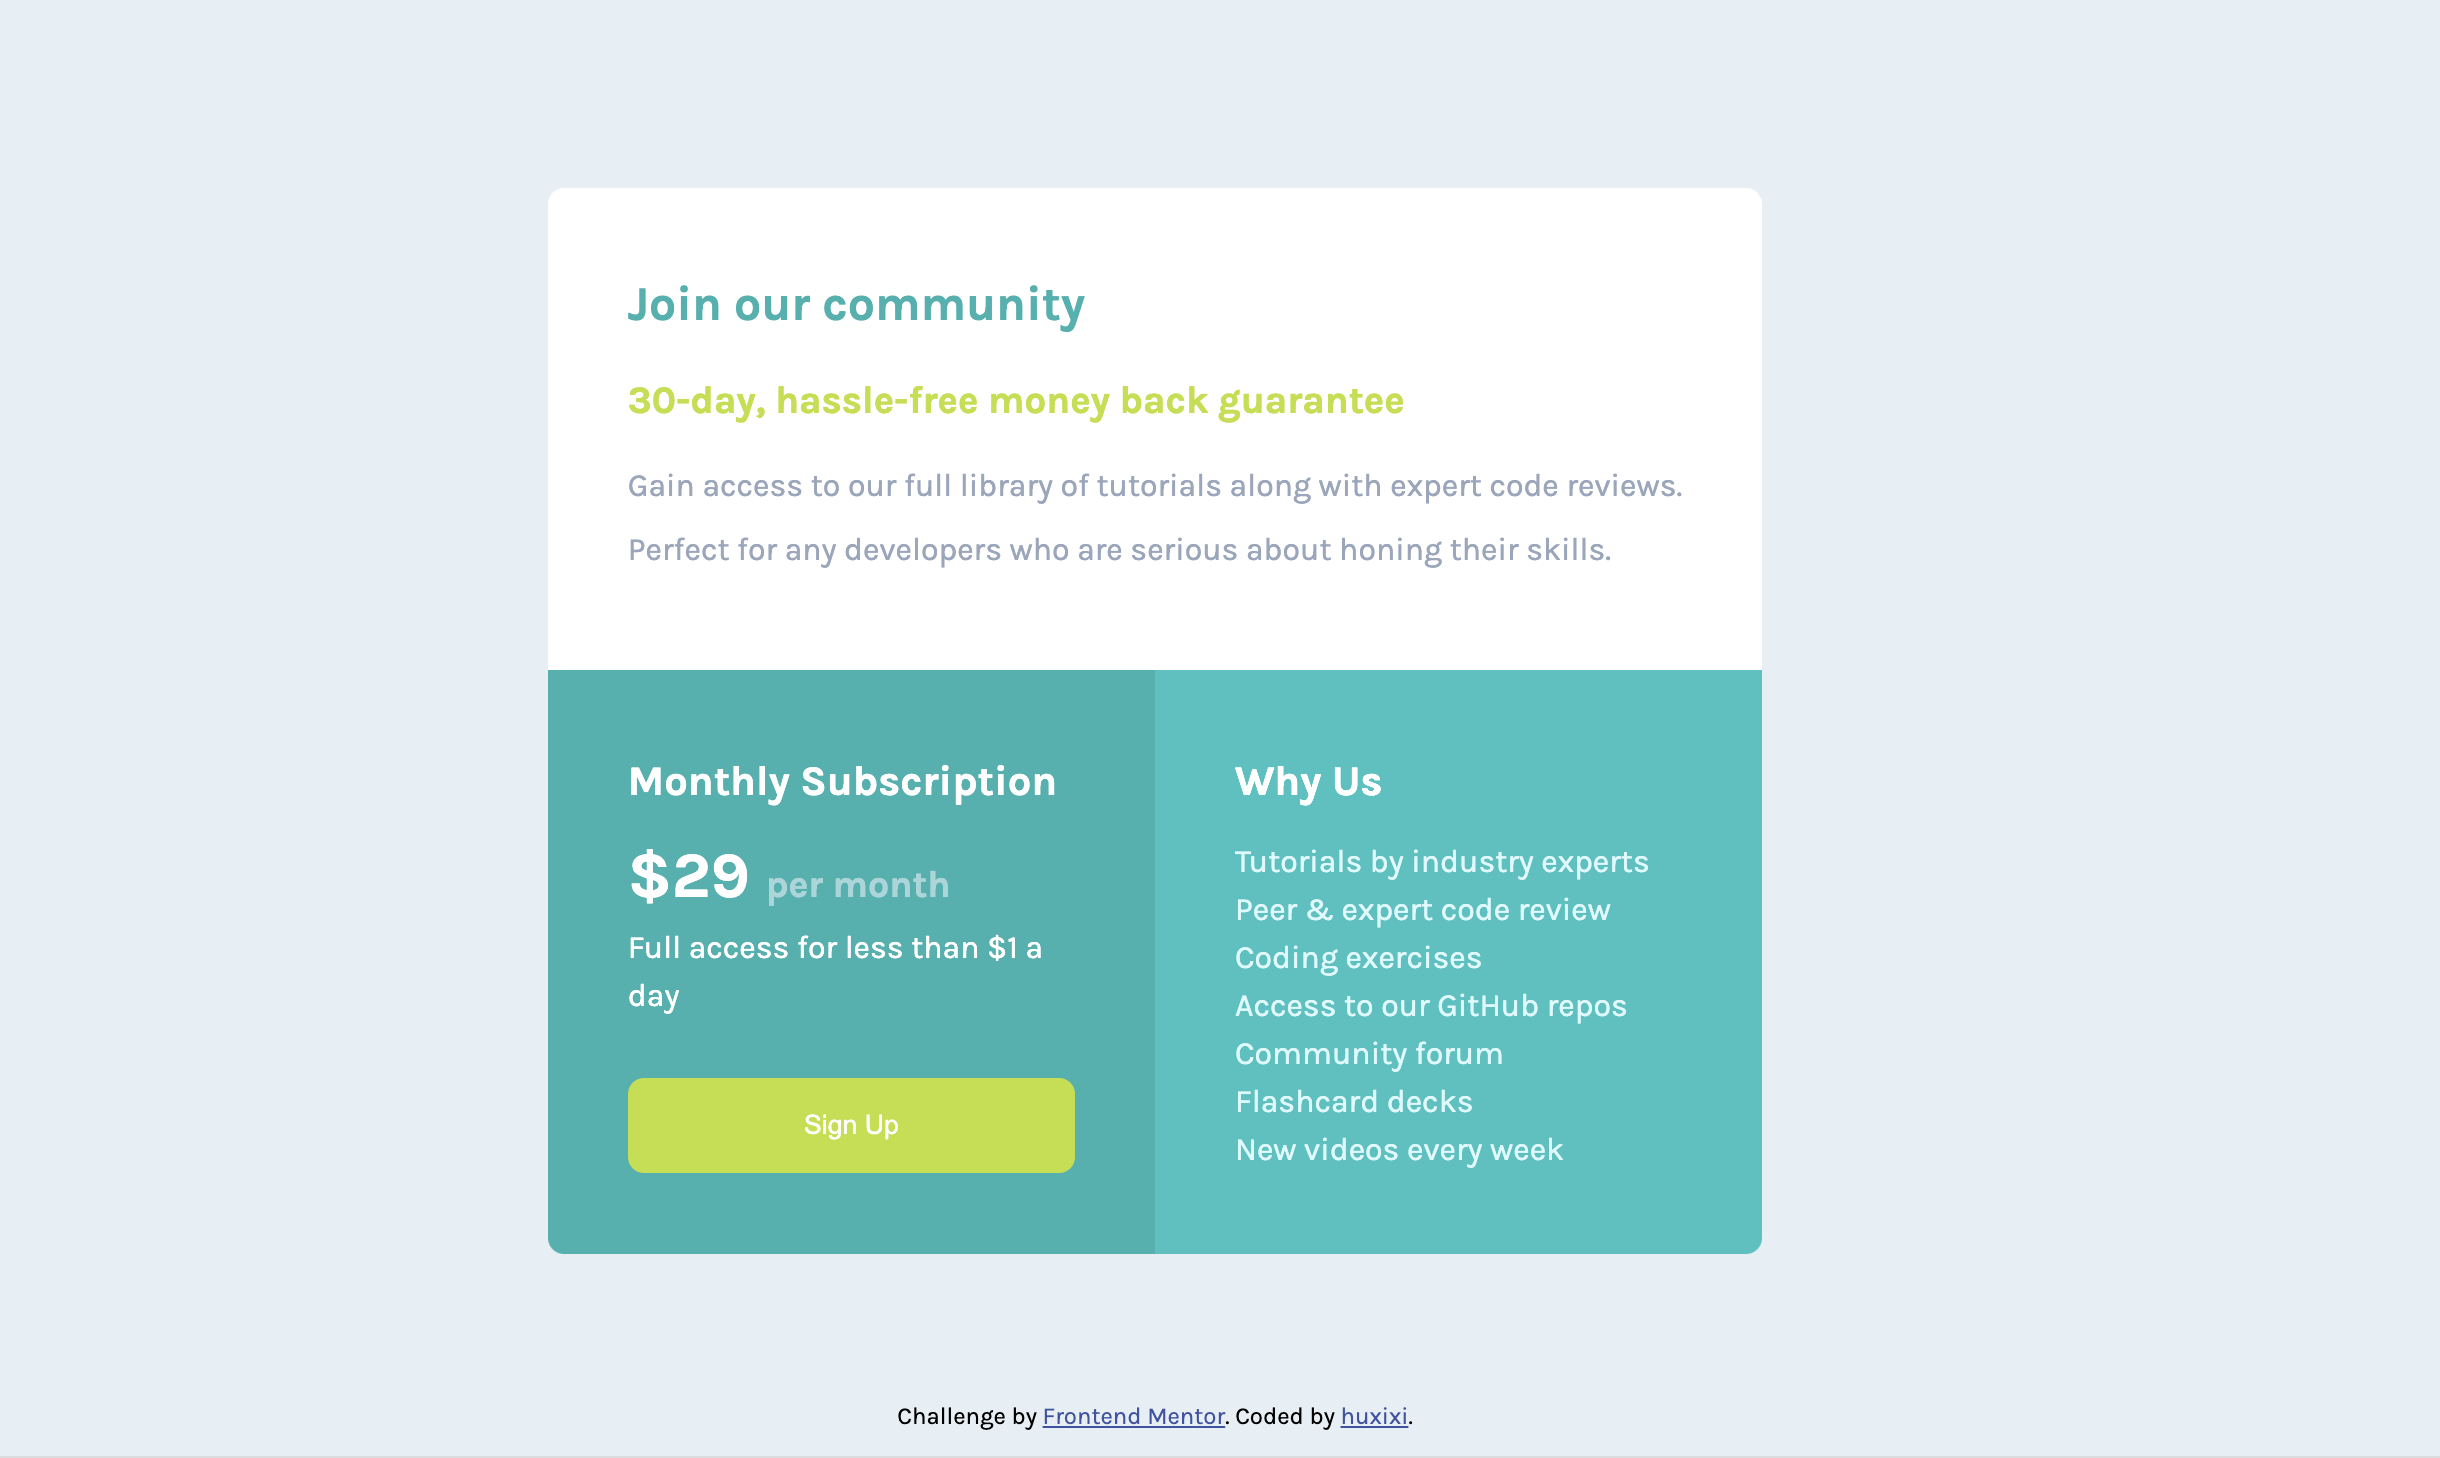 Join our community
30-day, hassle-free money back guarantee
Gain access to our full library of tutorials along with expert code reviews.
Perfect for any developers who are serious about honing their skills.
Monthly Subscription
$29 per month
Full access for less than $1 a
day
Sign Up
Why Us
Tutorials by industry experts
Peer & expert code review
Coding exercises
Access to our GitHub repos
Community forum
Flashcard decks
New videos every week
Challenge by Frontend Mentor. Coded by huxixi.